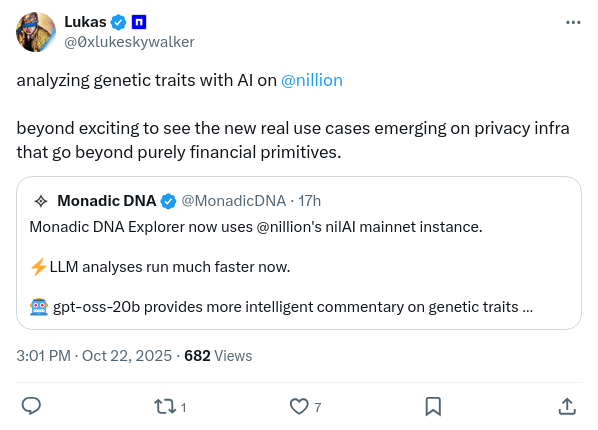 Lukas
@0xlukeskywalker
analyzing genetic traits with AI on @nillion
beyond exciting to see the new real use cases emerging on privacy infra
that go beyond purely financial primitives.
Monadic DNA @MonadicDNA · 17h
Monadic DNA Explorer now uses @nillion's nilAI mainnet instance.
⚡LLM analyses run much faster now.
🤖 gpt-oss-20b provides more intelligent commentary on genetic traits ...
3:01 PM · Oct 22, 2025 · 682 Views
1
7